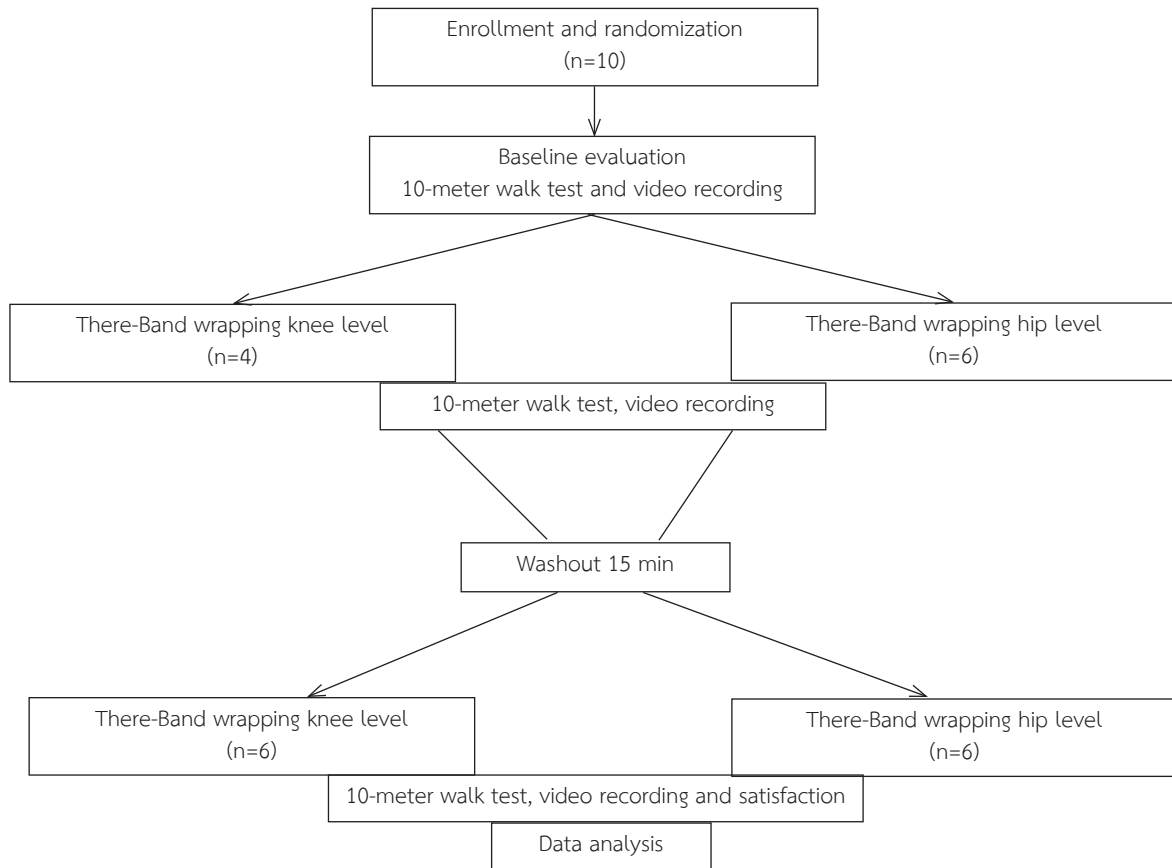 Enrollment and randomization
(n=10)
Baseline evaluation
10-meter walk test and video recording
There-Band wrapping knee level
(n=4)
There-Band wrapping hip level
(n=6)
10-meter walk test, video recording
Washout 15 min
There-Band wrapping knee level
(n=6)
There-Band wrapping hip level
(n=6)
10-meter walk test, video recording and satisfaction
Data analysis